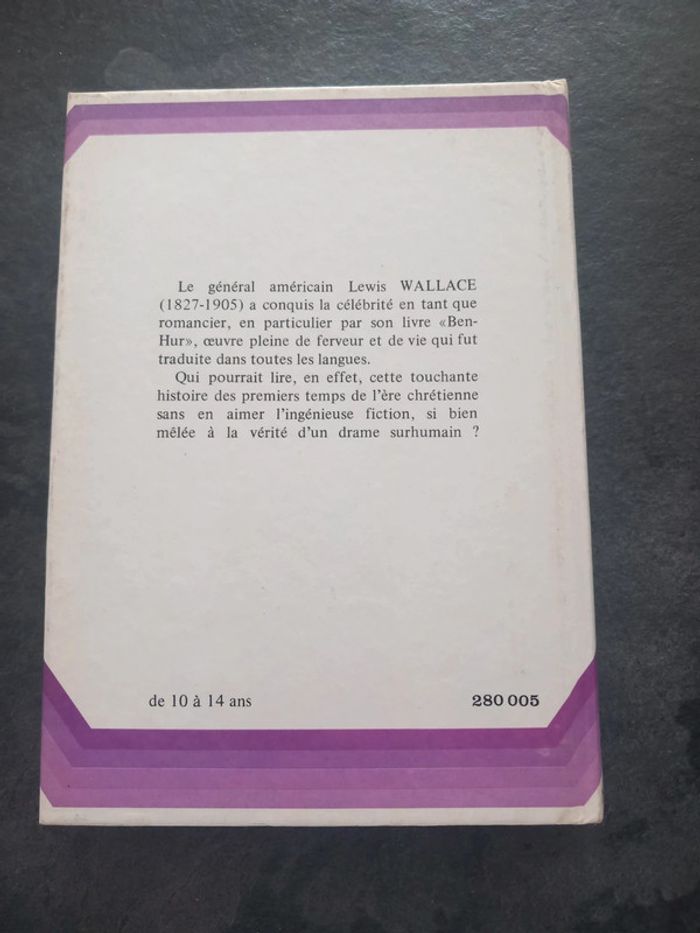 Le général américain Lewis WALLACE
(1827-1905) a conquis la célébrité en tant que
romancier, en particulier par son livre «Ben-
Hur», œuvre pleine de ferveur et de vie qui fut
traduite dans toutes les langues.
Qui pourrait lire, en effet, cette touchante
histoire des premiers temps de l'ère chrétienne
sans en aimer l'ingénieuse fiction, si bien
mêlée à la vérité d'un drame surhumain ?
de 10 à 14 ans
280 005